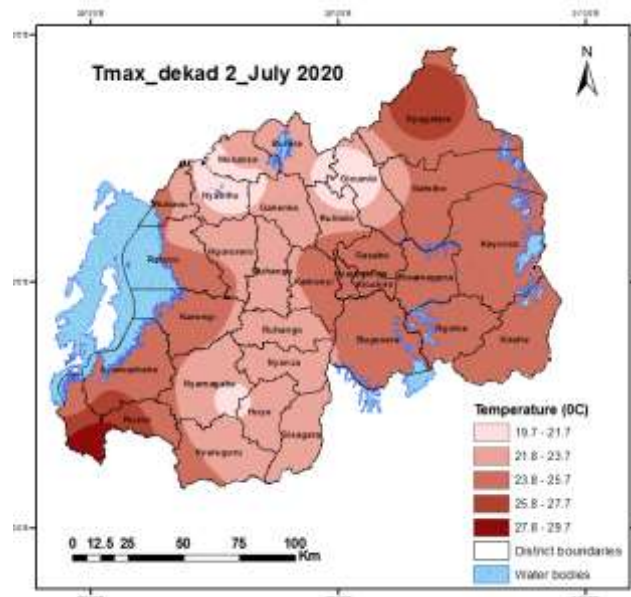 Tmax_dekad 2_July 2020
N
Burera
Musanze
Nyagatare
Gicumbi
Nyabihu
Gatsibo
Rubavu
Gakenke
Rulindo
Rutsiro
Ngororero
Gasabo
Kayonza
Muhanga
Kamonyi
Nyarugenge
Kicukiro
Rwamagana
Karongi
Ruhango
Bugesera
Ngoma
Kirehe
Nyanza
Nyamasheke
Nyamagabe
Huye
Rusizi
Gisagara
Nyaruguru
Temperature (0C)
19.7 - 21.7
21.8 - 23.7
23.8 - 25.7
25.8 - 27.7
27.8 - 29.7
District boundaries
Water bodies
0 12.5 25 50 75 100
Km